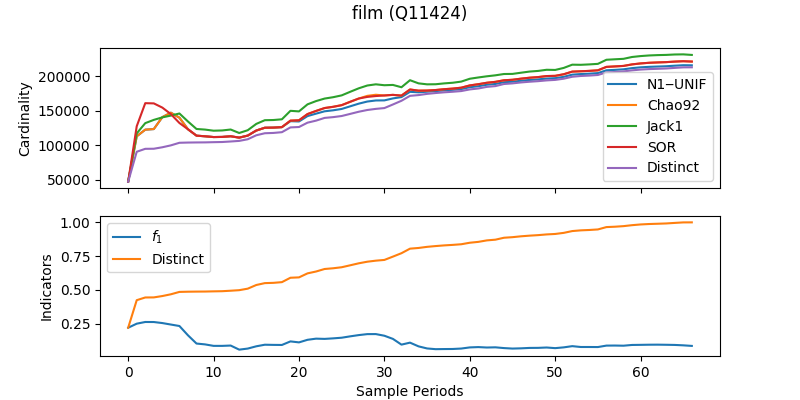 film (Q11424)
200000
150000
100000
50000
Cardinality
N1−UNIF
Chao92
Jack1
SOR
Distinct
1.00
0.75
0.50
0.25
Indicators
f1
Distinct
0 10 20 30 40 50 60
Sample Periods